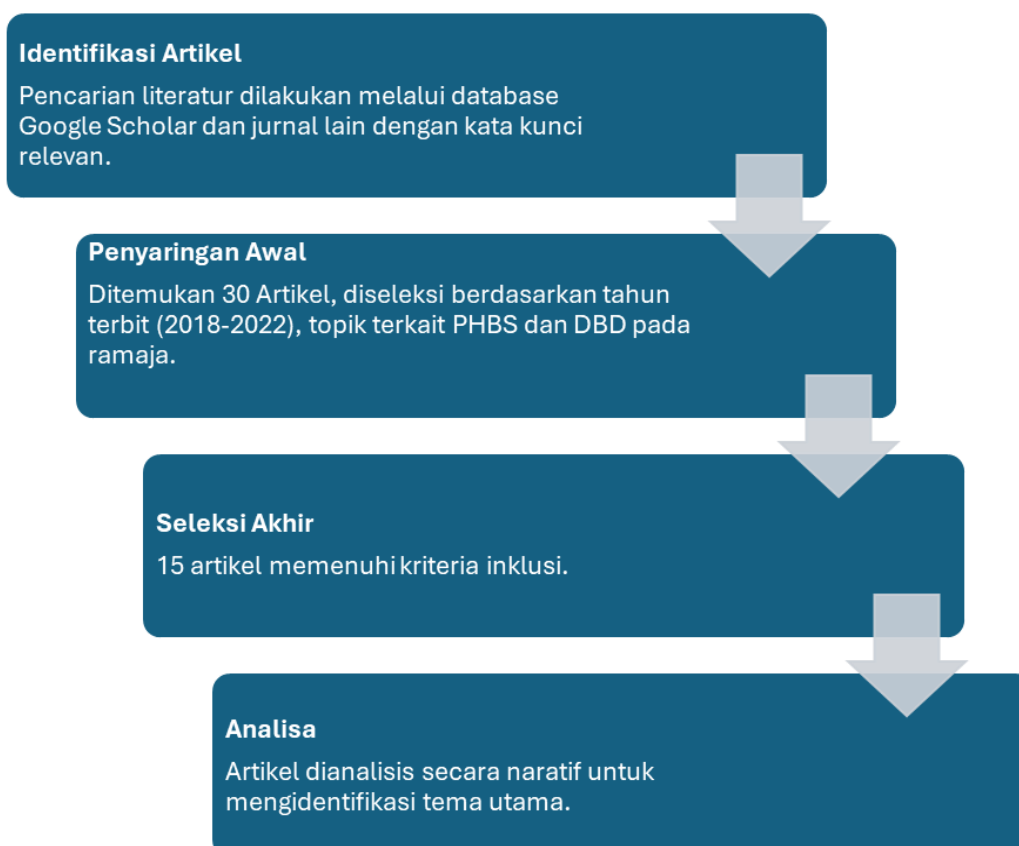 Identifikasi Artikel
Pencarian literatur dilakukan melalui database
Google Scholar dan jurnal lain dengan kata kunci
relevan.
Penyaringan Awal
Ditemukan 30 Artikel, diseleksi berdasarkan tahun
terbit (2018-2022), topik terkait PHBS dan DBD pada
ramaja.
Seleksi Akhir
15 artikel memenuhi kriteria inklusi.
Analisa
Artikel dianalisis secara naratif untuk
mengidentifikasi tema utama.